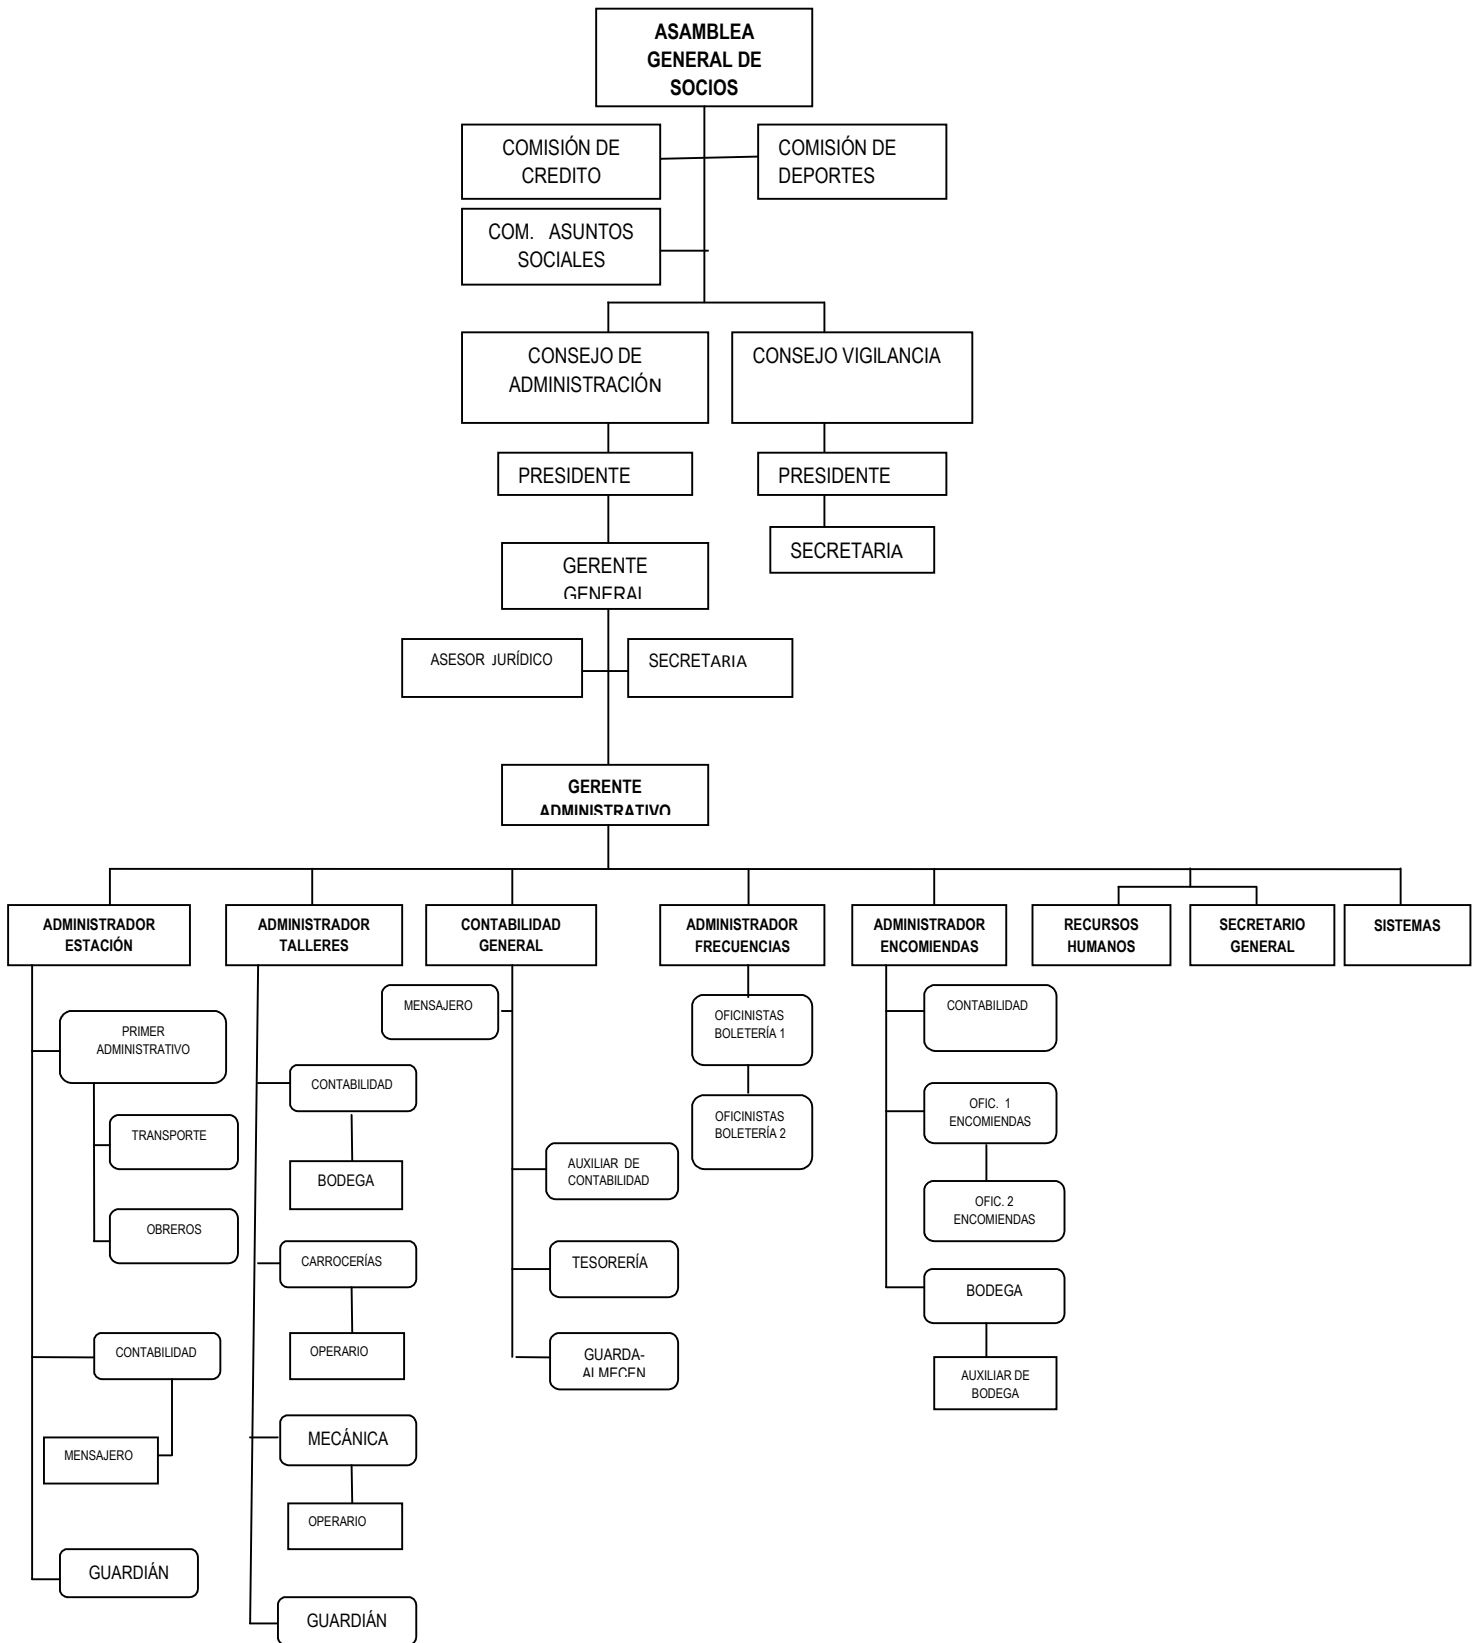 ASAMBLEA
GENERAL DE
SOCIOS
COMISIÓN DE
CREDITO
COMISIÓN DE
DEPORTES
COM. ASUNTOS
SOCIALES
CONSEJO DE
ADMINISTRACIÓN
CONSEJO VIGILANCIA
PRESIDENTE
PRESIDENTE
SECRETARIA
GERENTE
GENERAL
ASESOR JURÍDICO
SECRETARIA
GERENTE
ADMINISTRATIVO
ADMINISTRADOR
ESTACIÓN
ADMINISTRADOR
TALLERES
CONTABILIDAD
GENERAL
ADMINISTRADOR
FRECUENCIAS
ADMINISTRADOR
ENCOMIENDAS
RECURSOS
HUMANOS
SECRETARIO
GENERAL
SISTEMAS
PRIMER
ADMINISTRATIVO
TRANSPORTE
OBREROS
CONTABILIDAD
MENSAJERO
GUARDIÁN
CONTABILIDAD
BODEGA
CARROCERÍAS
OPERARIO
MECÁNICA
OPERARIO
GUARDIÁN
MENSAJERO
AUXILIAR DE
CONTABILIDAD
TESORERÍA
GUARDA-
ALMECEN
OFICINISTAS
BOLETERÍA 1
OFICINISTAS
BOLETERÍA 2
CONTABILIDAD
OFIC. 1
ENCOMIENDAS
OFIC. 2
ENCOMIENDAS
BODEGA
AUXILIAR DE
BODEGA